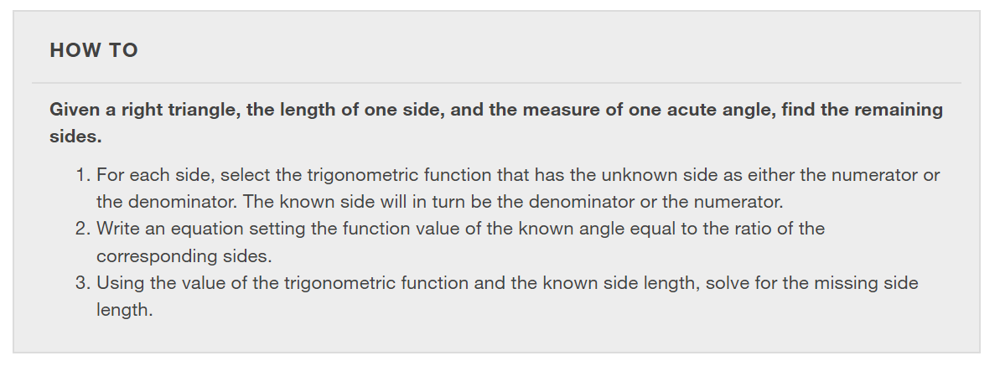 HOW TO
Given a right triangle, the length of one side, and the measure of one acute angle, find the remaining
sides.
1. For each side, select the trigonometric function that has the unknown side as either the numerator or
the denominator. The known side will in turn be the denominator or the numerator.
2. Write an equation setting the function value of the known angle equal to the ratio of the
corresponding sides.
3. Using the value of the trigonometric function and the known side length, solve for the missing side
length.